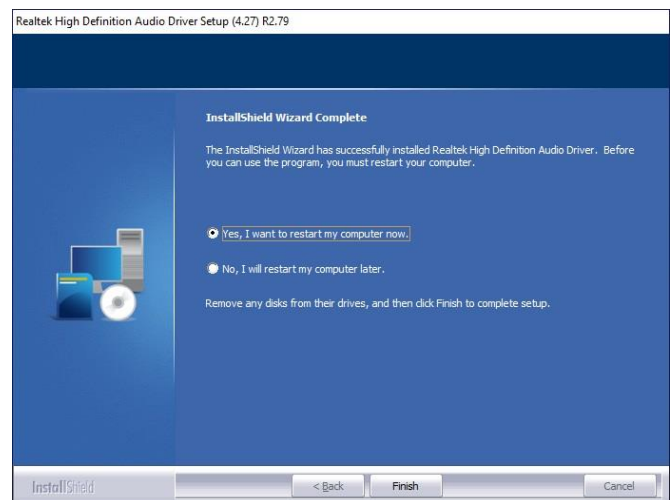 Realtek High Definition Audio Driver Setup (4.27) R2.79
InstallShield Wizard Complete
The InstallShield Wizard has successfully installed Realtek High Definition Audio Driver. Before
you can use the program, you must restart your computer.
Yes, I want to restart my computer now.
No, I will restart my computer later.
Remove any disks from their drives, and then click Finish to complete setup.
InstallShield
< Back
Finish
Cancel